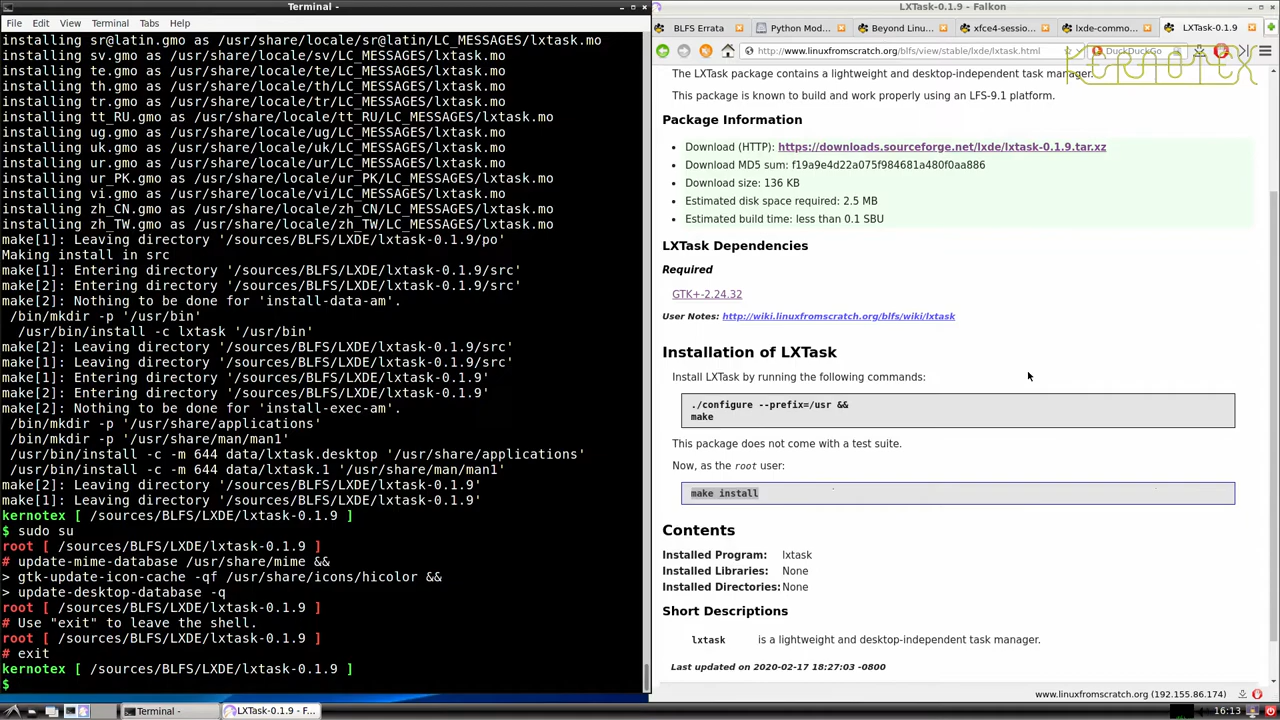 Terminal -
File Edit View Terminal Tabs Help
installing sr@latin.gmo as /usr/share/locale/sr@latin/LC_MESSAGES/lxtask.mo
installing sv.gmo as /usr/share/locale/sv/LC_MESSAGES/lxtask.mo
installing te.gmo as /usr/share/locale/te/LC_MESSAGES/lxtask.mo
installing th.gmo as /usr/share/locale/th/LC_MESSAGES/lxtask.mo
installing tr.gmo as /usr/share/locale/tr/LC_MESSAGES/lxtask.mo
installing tt_RU.gmo as /usr/share/locale/tt_RU/LC_MESSAGES/lxtask.mo
installing ug.gmo as /usr/share/locale/ug/LC_MESSAGES/lxtask.mo
installing uk.gmo as /usr/share/locale/uk/LC_MESSAGES/lxtask.mo
installing ur.gmo as /usr/share/locale/ur/LC_MESSAGES/lxtask.mo
installing ur_PK.gmo as /usr/share/locale/ur_PK/LC_MESSAGES/lxtask.mo
installing vi.gmo as /usr/share/locale/vi/LC_MESSAGES/lxtask.mo
installing zh_CN.gmo as /usr/share/locale/zh_CN/LC_MESSAGES/lxtask.mo
installing zh_TW.gmo as /usr/share/locale/zh_TW/LC_MESSAGES/lxtask.mo
make[1]: Leaving directory '/sources/BLFS/LXDE/lxtask-0.1.9/po'
Making install in src
make[1]: Entering directory '/sources/BLFS/LXDE/lxtask-0.1.9/src'
make[2]: Entering directory '/sources/BLFS/LXDE/lxtask-0.1.9/src'
make[2]: Nothing to be done for 'install-data-am'.
/bin/mkdir -p '/usr/bin'
/usr/bin/install -c lxtask '/usr/bin'
make[2]: Leaving directory '/sources/BLFS/LXDE/lxtask-0.1.9/src'
make[1]: Leaving directory '/sources/BLFS/LXDE/lxtask-0.1.9/src'
make[1]: Entering directory '/sources/BLFS/LXDE/lxtask-0.1.9'
make[2]: Entering directory '/sources/BLFS/LXDE/lxtask-0.1.9'
make[2]: Nothing to be done for 'install-exec-am'.
/bin/mkdir -p '/usr/share/applications'
/bin/mkdir -p '/usr/share/man/man1'
/usr/bin/install -c -m 644 data/lxtask.desktop '/usr/share/applications'
/usr/bin/install -c -m 644 data/lxtask.1 '/usr/share/man/man1'
make[2]: Leaving directory '/sources/BLFS/LXDE/lxtask-0.1.9'
make[1]: Leaving directory '/sources/BLFS/LXDE/lxtask-0.1.9'
kernotex [ /sources/BLFS/LXDE/lxtask-0.1.9 ]
$ sudo su
root [ /sources/BLFS/LXDE/lxtask-0.1.9 ]
# update-mime-database /usr/share/mime &&
> gtk-update-icon-cache -qf /usr/share/icons/hicolor &&
> update-desktop-database -q
root [ /sources/BLFS/LXDE/lxtask-0.1.9 ]
# Use "exit" to leave the shell.
root [ /sources/BLFS/LXDE/lxtask-0.1.9 ]
# exit
kernotex [ /sources/BLFS/LXDE/lxtask-0.1.9 ]
$
LXTask-0.1.9 - Falkon
BLFS Errata Python Mod... Beyond Linu... xfce4-sessio... lxde-commo... LXTask-0.1.9
http://www.linuxfromscratch.org/blfs/view/stable/lxde/lxtask.html DuckDuckGo
KERNOTEX
The LXTask package contains a lightweight and desktop-independent task manager.
This package is known to build and work properly using an LFS-9.1 platform.
Package Information
• Download (HTTP): https://downloads.sourceforge.net/lxde/lxtask-0.1.9.tar.xz
• Download MD5 sum: f19a9e4d22a075f984681a480f0aa886
• Download size: 136 KB
• Estimated disk space required: 2.5 MB
• Estimated build time: less than 0.1 SBU
LXTask Dependencies
Required
GTK+-2.24.32
User Notes: http://wiki.linuxfromscratch.org/blfs/wiki/lxtask
Installation of LXTask
Install LXTask by running the following commands:
./configure --prefix=/usr &&
make
This package does not come with a test suite.
Now, as the root user:
make install
Contents
Installed Program: lxtask
Installed Libraries: None
Installed Directories: None
Short Descriptions
lxtask is a lightweight and desktop-independent task manager.
Last updated on 2020-02-17 18:27:03 -0800
www.linuxfromscratch.org (192.155.86.174)
Terminal - LXTask-0.1.9 - F... 16:13